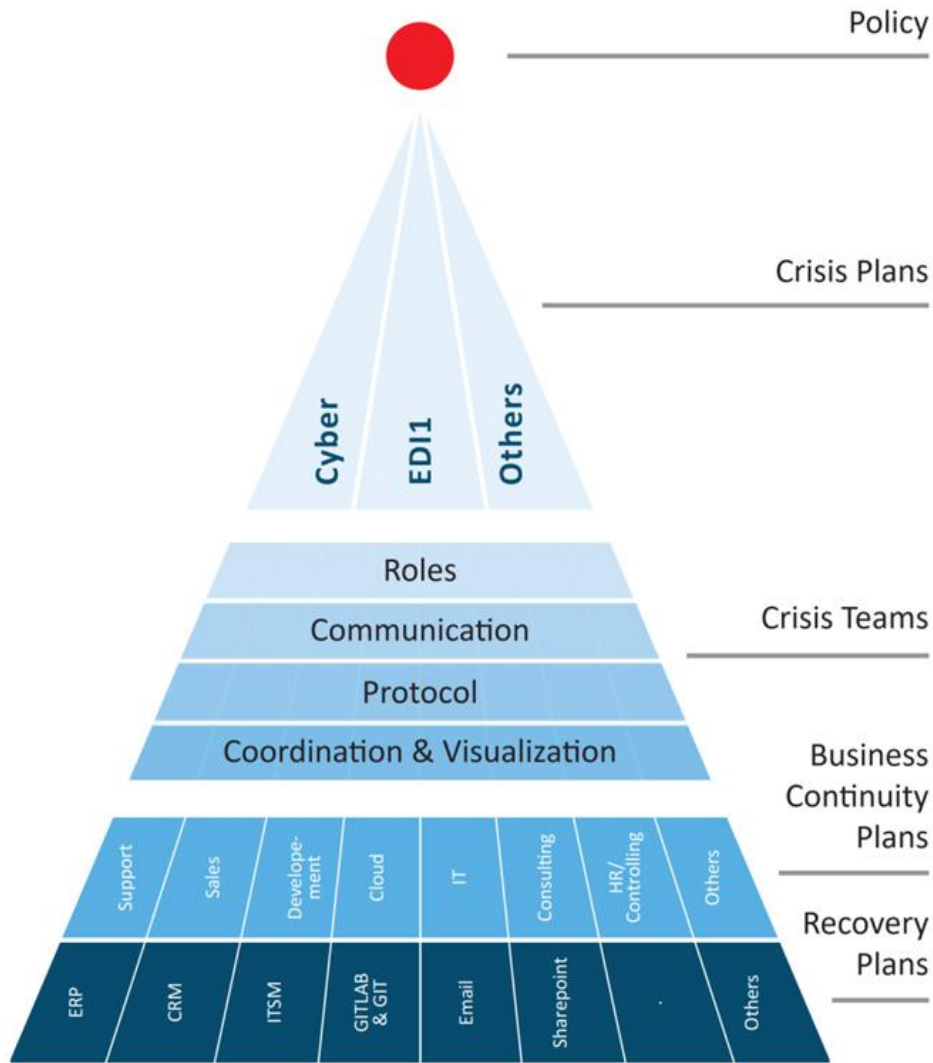 Policy
Crisis Plans
Cyber
EDI1
Others
Roles
Communication
Protocol
Coordination & Visualization
Crisis Teams
Business
Continuity
Plans
Support
Sales
Develope-
ment
Cloud
IT
Consulting
HR/
Controlling
Others
Recovery
Plans
ERP
CRM
ITSM
GITLAB
& GIT
Email
Sharepoint
.
Others